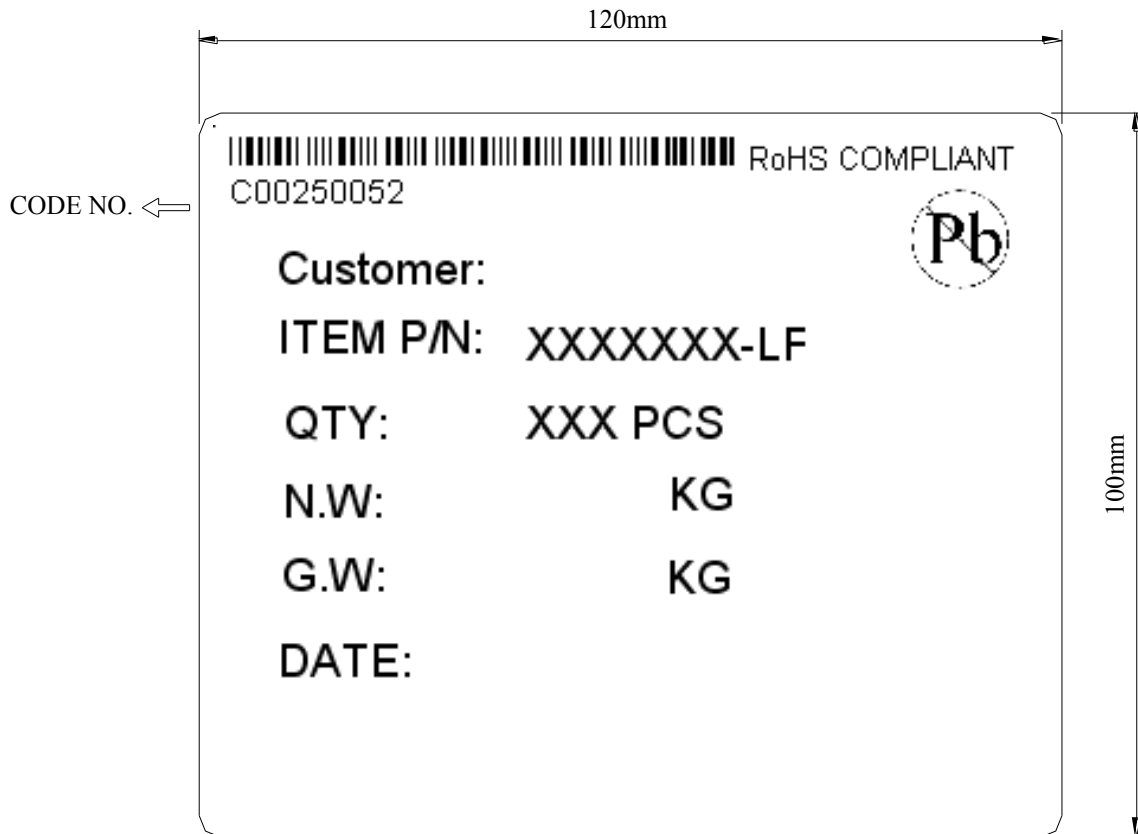 120mm
RoHS COMPLIANT
C00250052
CODE NO.
Pb
Customer:
ITEM P/N: XXXXXXX-LF
QTY: XXX PCS
N.W: KG
G.W: KG
DATE:
100mm